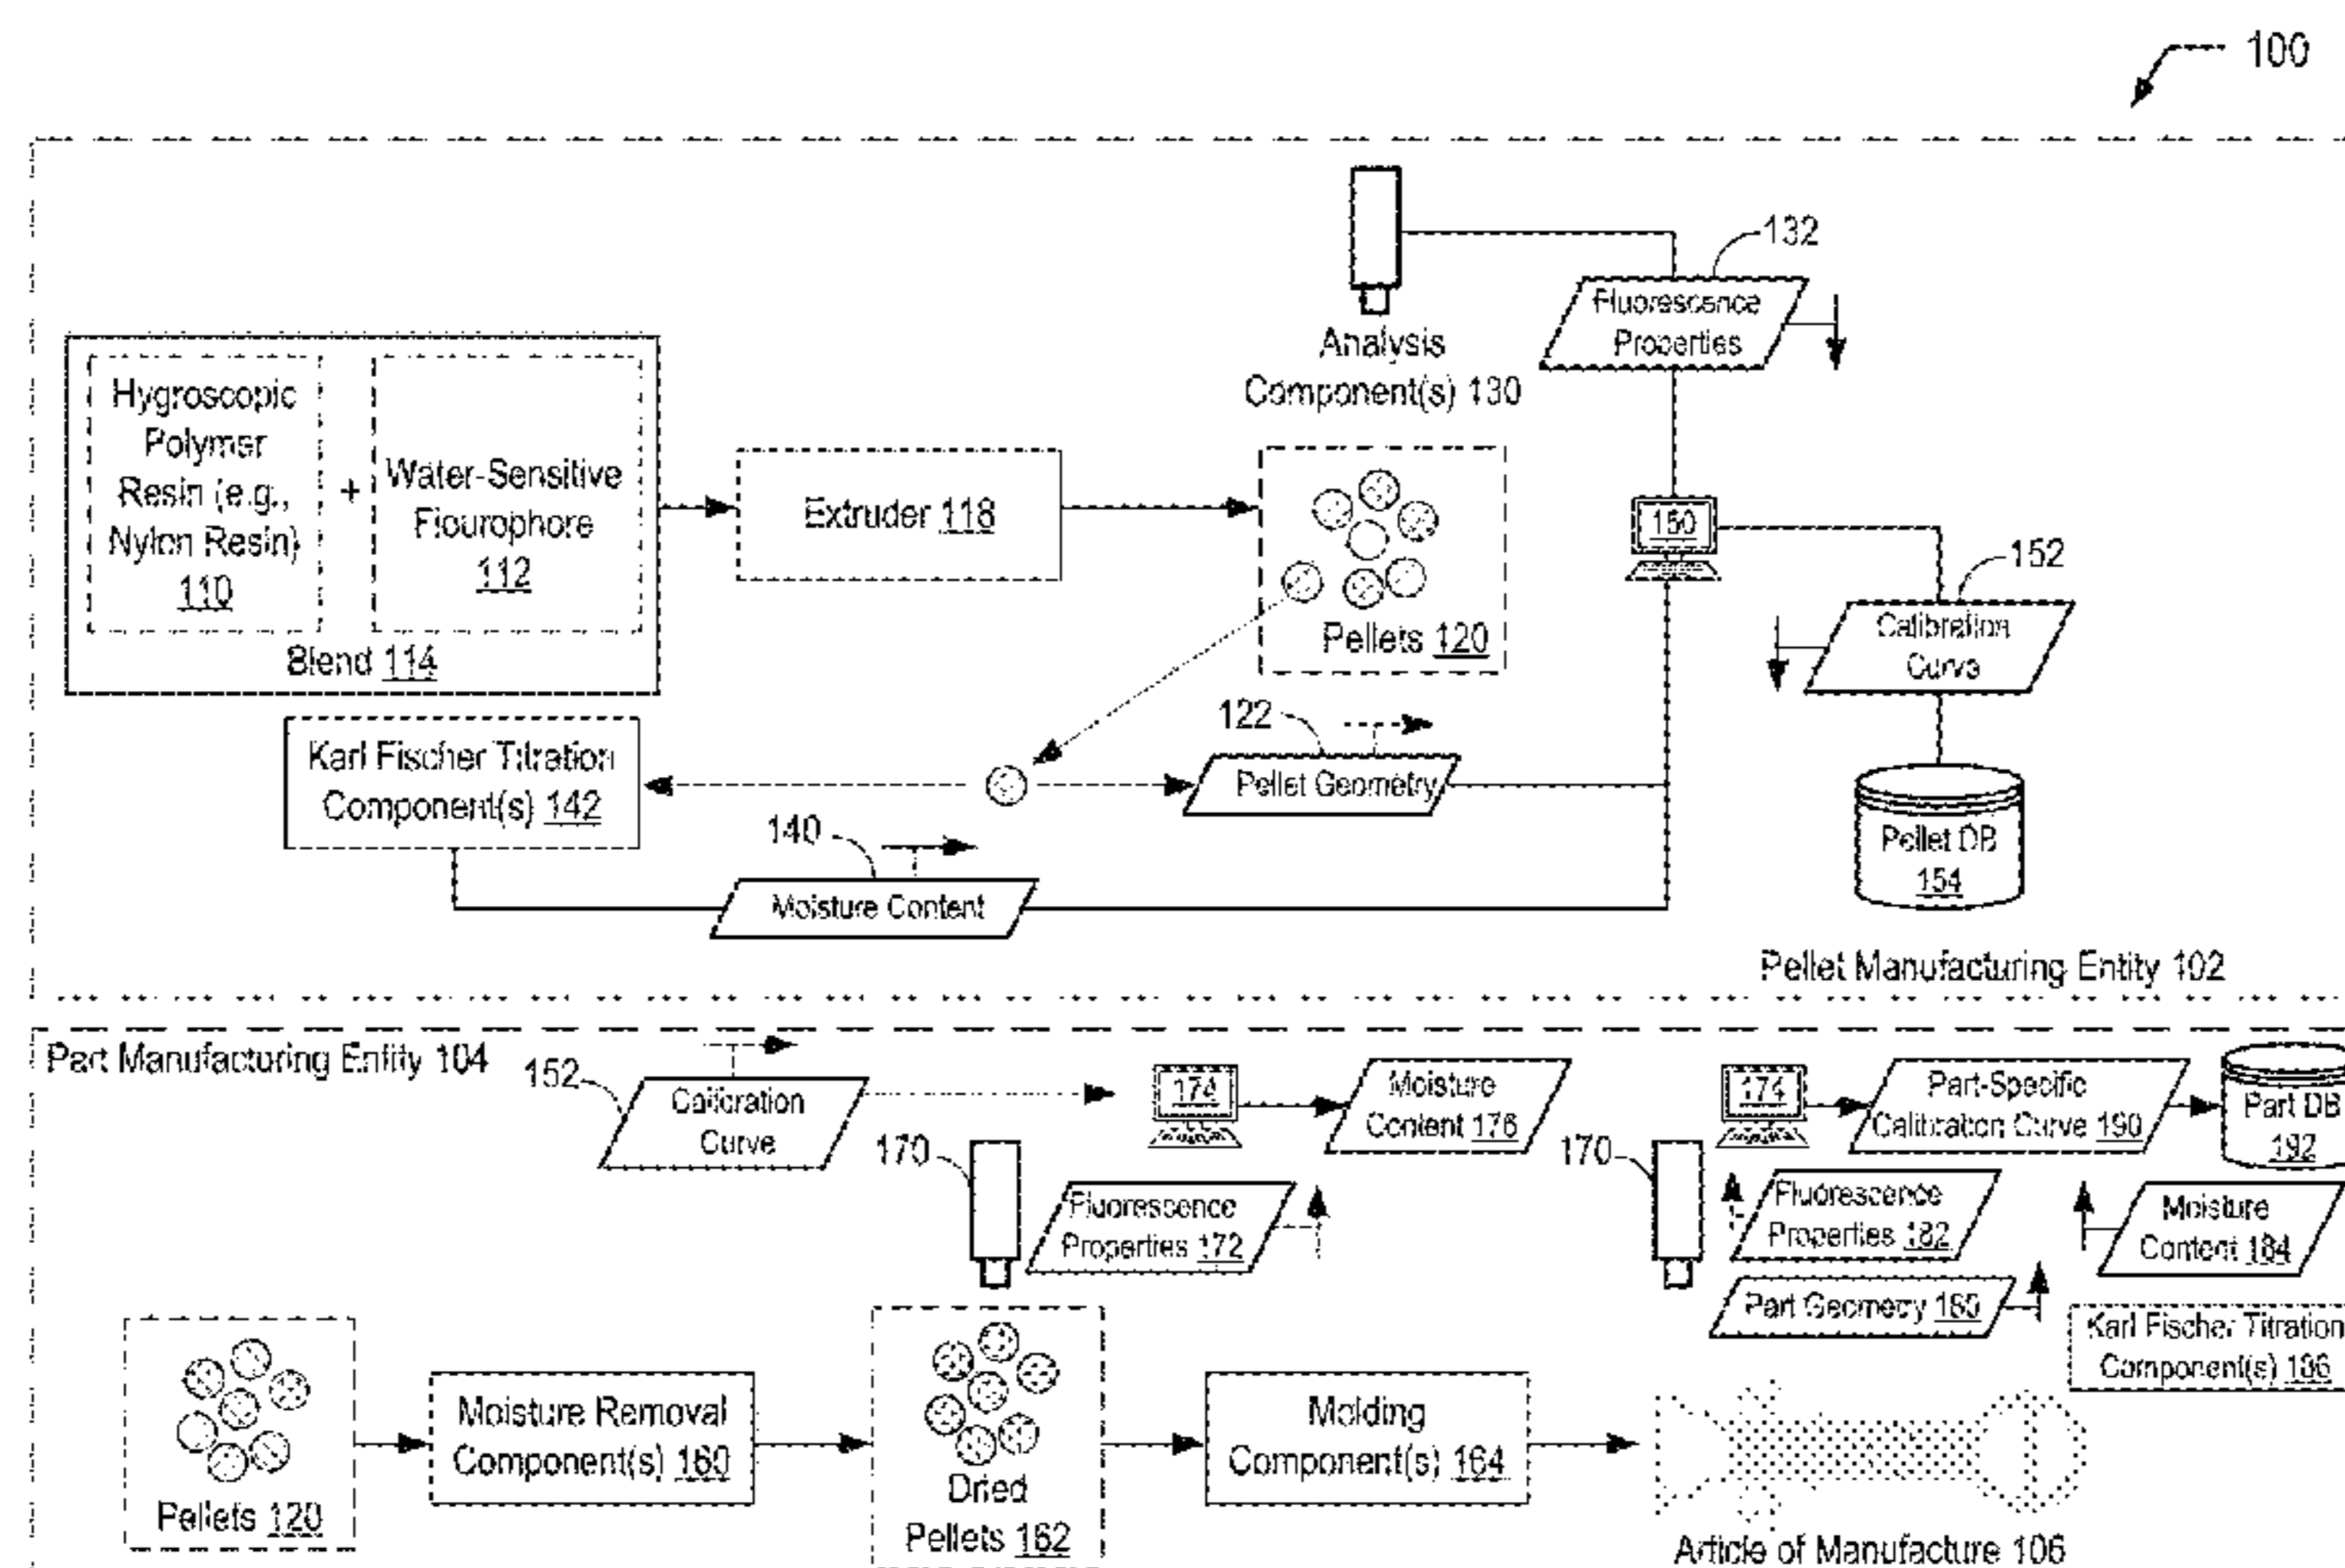 100
132
Fluorescence
Properties
Analysis
Component(s) 130
Hygroscopic
Polymer
Resin (e.g.,
Nylon Resin)
110
+
Water-Sensitive
Flourophore
112
Blend 114
Extruder 118
Pellets 120
150
152
Calibration
Curve
Pellet DB
154
122
Pellet Geometry
Karl Fischer Titration
Component(s) 142
140
Moisture Content
Pellet Manufacturing Entity 102
Part Manufacturing Entity 104
152
Calibration
Curve
174
Moisture
Content 176
174
Part-Specific
Calibration Curve 190
Part DB
192
170
Fluorescence
Properties 172
170
Fluorescence
Properties 182
Moisture
Content 184
Part Geometry 180
Karl Fischer Titration
Component(s) 186
Pellets 120
Moisture Removal
Component(s) 160
Dried
Pellets 162
Molding
Component(s) 164
Article of Manufacture 106